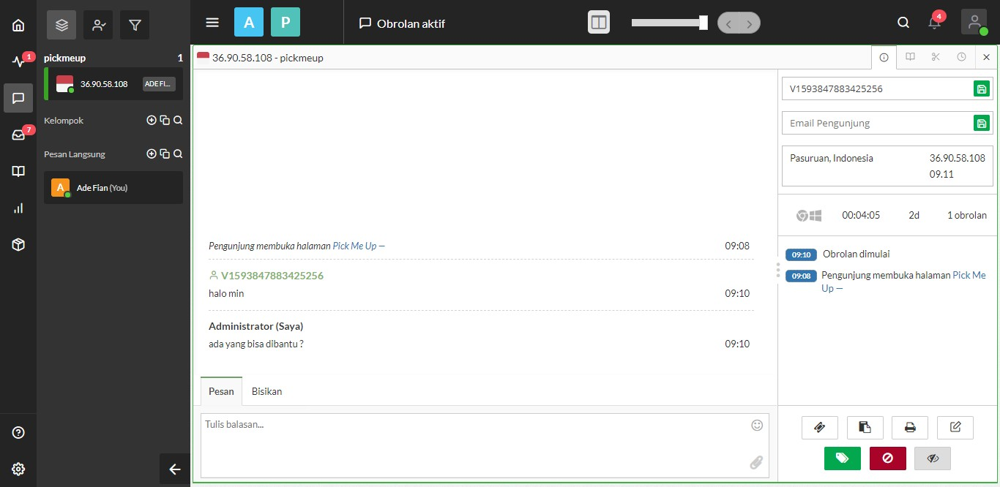 A
P
Obrolan aktif
4
1
7
pickmeup
1
36.90.58.108
ADE FI...
Kelompok
Pesan Langsung
A
Ade Fian (You)
36.90.58.108 - pickmeup
Pengunjung membuka halaman Pick Me Up —
09:08
V1593847883425256
halo min
09:10
Administrator (Saya)
ada yang bisa dibantu ?
09:10
Pesan
Bisikan
Tulis balasan...
V1593847883425256
Email Pengunjung
Pasuruan, Indonesia
36.90.58.108
09.11
00:04:05
2d
1 obrolan
09:10
Obrolan dimulai
09:08
Pengunjung membuka halaman Pick Me
Up —